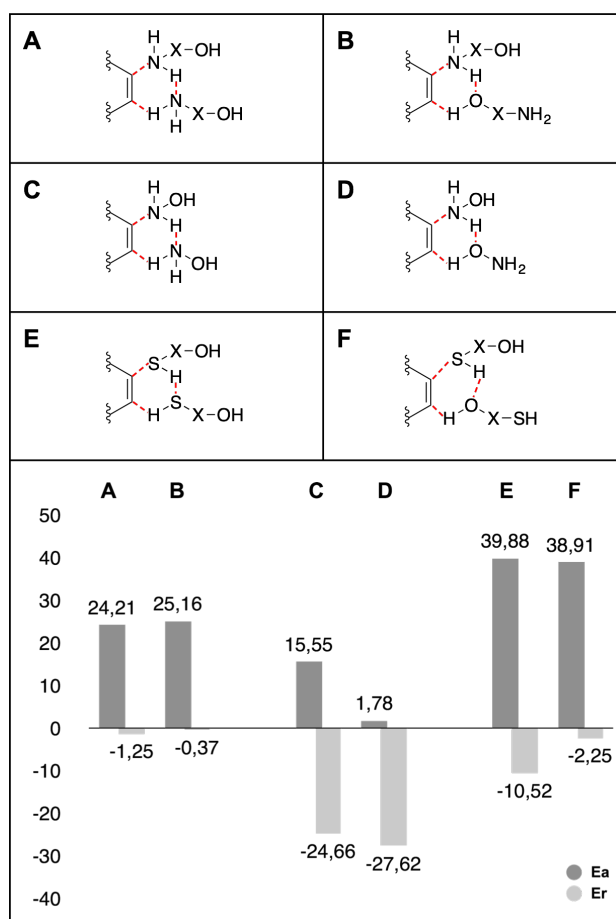 A
H
N
X–OH
H
H
N
H
X–OH
B
H
N
X–OH
H
H
O
X–NH₂
C
H
N
OH
H
H
N
H
OH
D
H
N
OH
H
H
O
NH₂
E
S
X–OH
H
H
S
X–OH
F
S
X–OH
H
H
O
X–SH
A B C D E F
50
40
30
20
10
0
-10
-20
-30
-40
24,21
-1,25
25,16
-0,37
15,55
-24,66
1,78
-27,62
39,88
-10,52
38,91
-2,25
Ea
Er